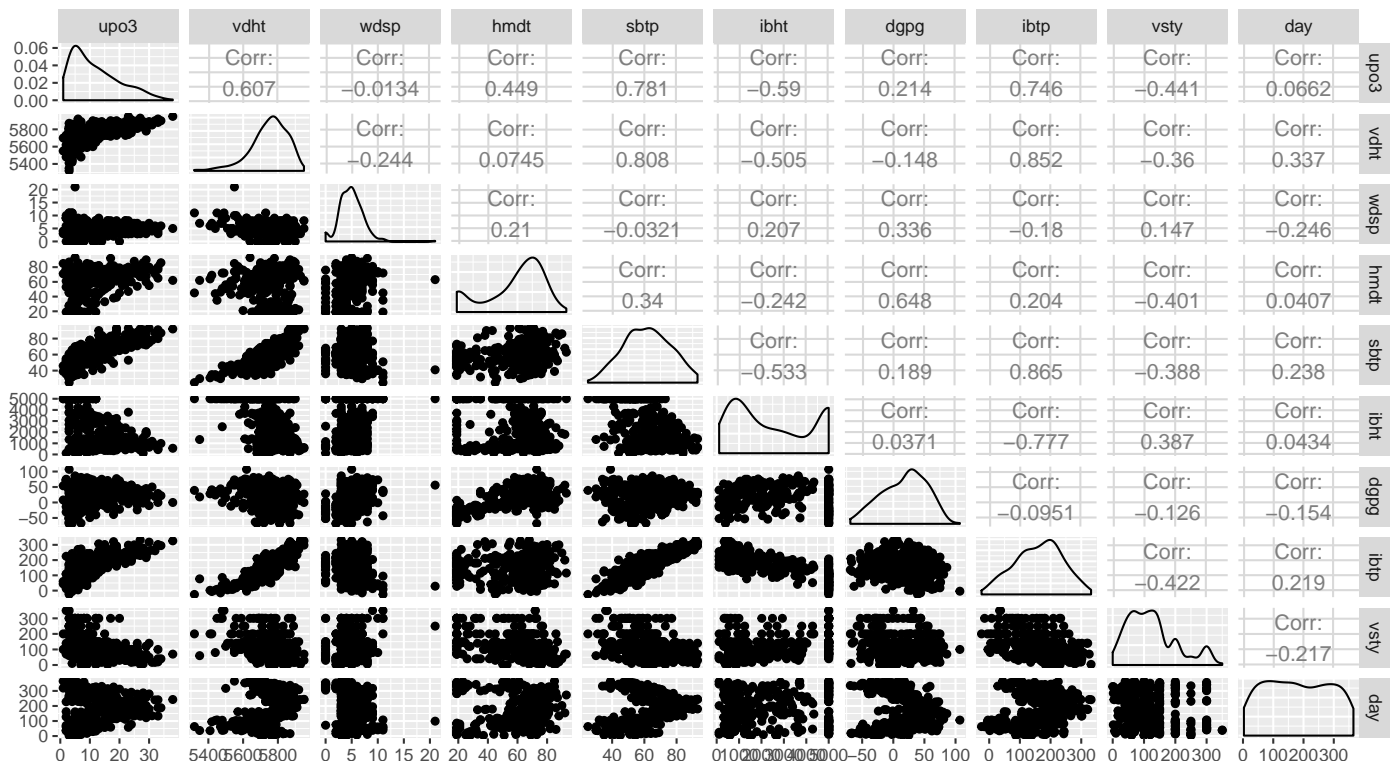 upo3 vdht wdsp hmdt sbtp ibht dgpg ibtp vsty day
0.06 Corr: Corr: Corr: Corr: Corr: Corr: Corr: Corr: Corr: upo3
0.04
0.02 0.607 −0.0134 0.449 0.781 −0.59 0.214 0.746 −0.441 0.0662
0.00
5800 Corr: Corr: Corr: Corr: Corr: Corr: Corr: Corr: vdht
5600
5400 −0.244 0.0745 0.808 −0.505 −0.148 0.852 −0.36 0.337
20 Corr: Corr: Corr: Corr: Corr: Corr: Corr: wdsp
15
10
5 0.21 −0.0321 0.207 0.336 −0.18 0.147 −0.246
0
80 Corr: Corr: Corr: Corr: Corr: Corr: hmdt
60
40 0.34 −0.242 0.648 0.204 −0.401 0.0407
20
80 Corr: Corr: Corr: Corr: Corr: sbtp
60
40 −0.533 0.189 0.865 −0.388 0.238
5000 Corr: Corr: Corr: Corr: ibht
4000
3000
2000
1000 0.0371 −0.777 0.387 0.0434
0
100 Corr: Corr: Corr: dgpg
50
0 −0.0951 −0.126 −0.154
−50
300 Corr: Corr: ibtp
200
100 −0.422 0.219
0
300 Corr: vsty
200
100 −0.217
0
300 day
200
100
0
0 10 20 30 5400 5600 5800 0 5 10 15 20 20 40 60 80 40 60 80 0 1000 2000 3000 4000 5000 −50 0 50 100 0 100 200 300 0 100 200 300 0 100 200 300